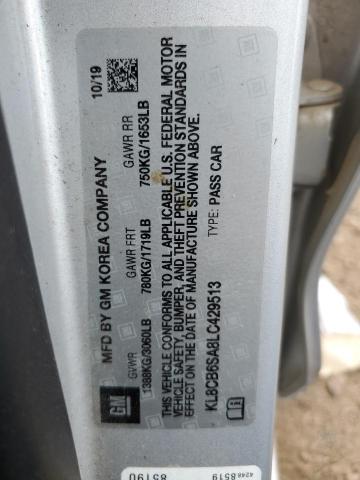 MFD BY GM KOREA COMPANY 10/19
GVWR GAWR FRT GAWR RR
1388KG/3060LB 780KG/1719LB 750KG/1653LB
THIS VEHICLE CONFORMS TO ALL APPLICABLE U.S. FEDERAL MOTOR
VEHICLE SAFETY, BUMPER, AND THEFT PREVENTION STANDARDS IN
EFFECT ON THE DATE OF MANUFACTURE SHOWN ABOVE.
KL8CB6SA8LC429513 TYPE: PASS CAR
GM
42488519
85190